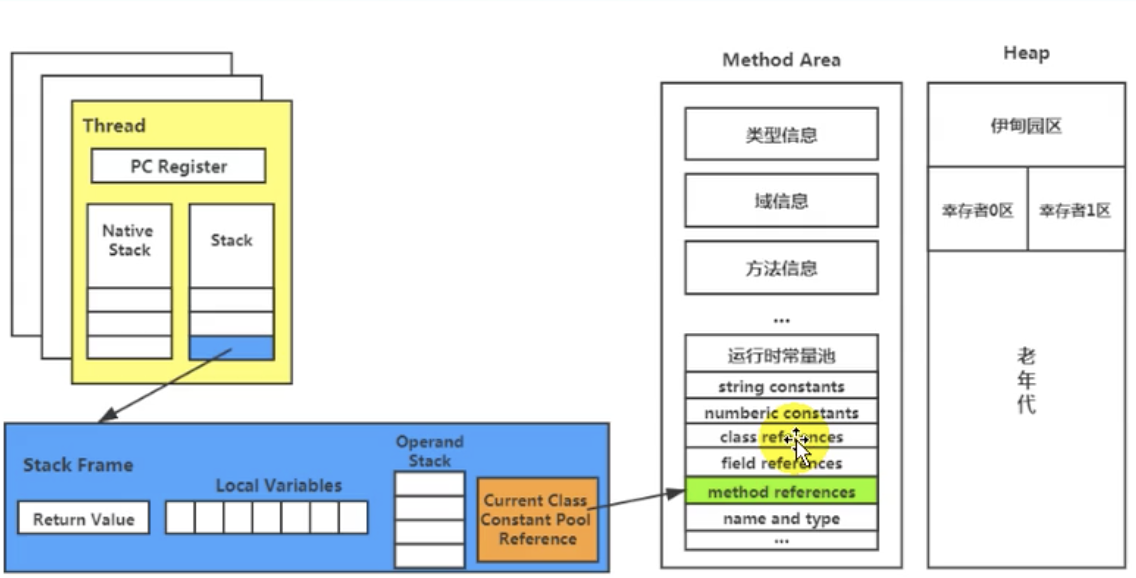 Thread
PC Register
Native
Stack
Stack
Stack Frame
Return Value
Local Variables
Operand
Stack
Current Class
Constant Pool
Reference
Method Area
类型信息
域信息
方法信息
...
运行时常量池
string constants
numberic constants
class references
field references
method references
name and type
...
Heap
伊甸园区
幸存者0区
幸存者1区
老
年
代